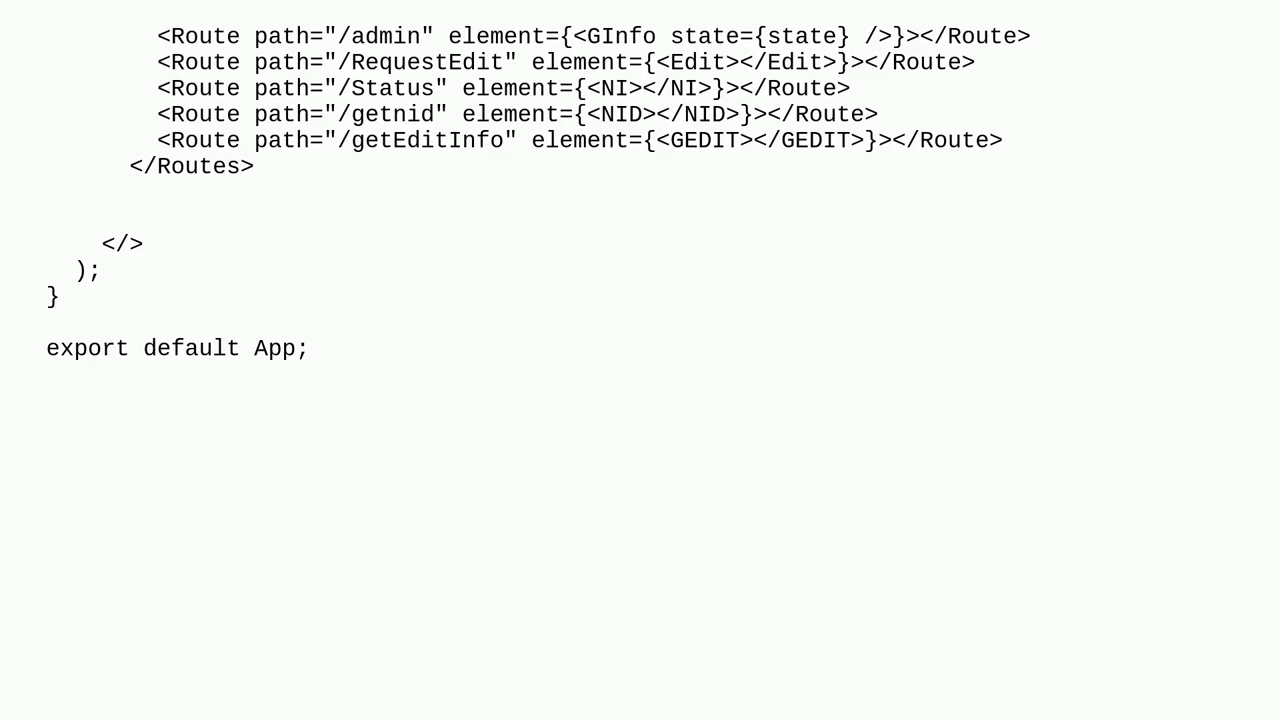 <Route path="/admin" element={<GInfo state={state} />}></Route>
<Route path="/RequestEdit" element={<Edit></Edit>}></Route>
<Route path="/Status" element={<NI></NI>}></Route>
<Route path="/getnid" element={<NID></NID>}></Route>
<Route path="/getEditInfo" element={<GEDIT></GEDIT>}></Route>
</Routes>
</>
);
}
export default App;